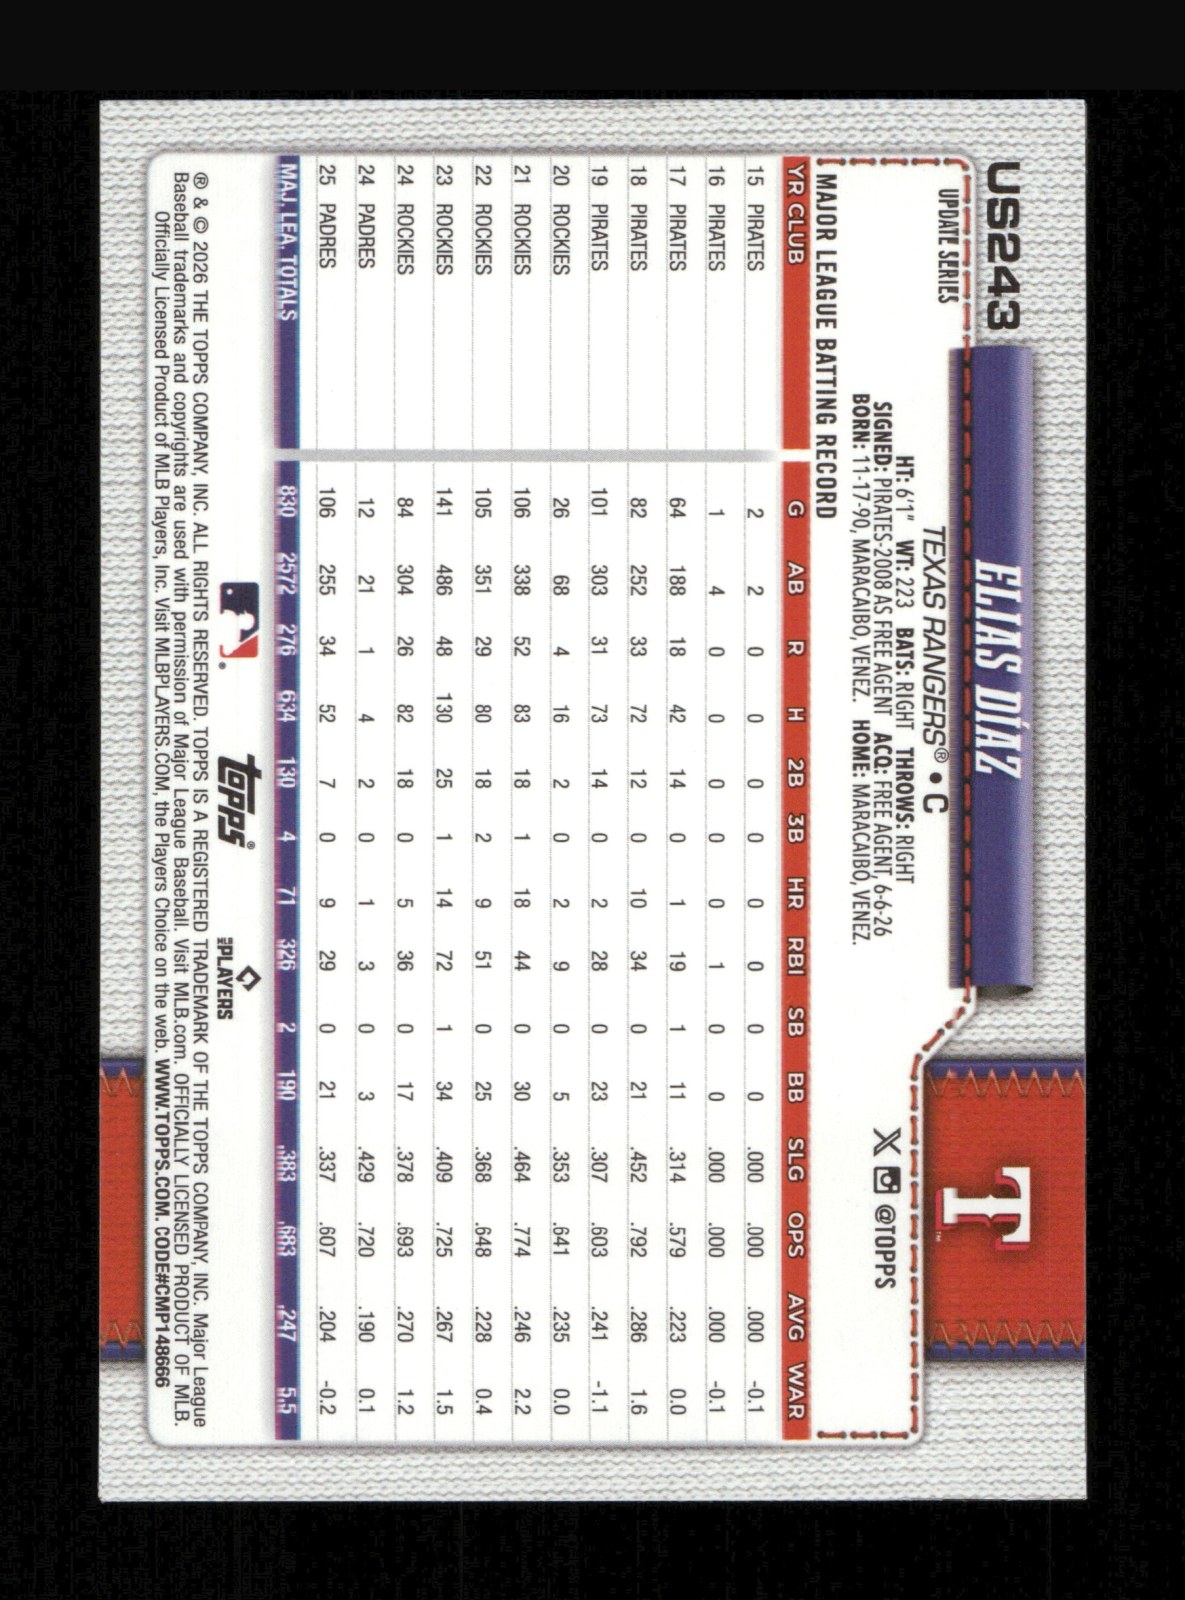 US243
ELIAS DÍAZ
UPDATE SERIES
TEXAS RANGERS® • C
HT: 6'1" WT: 223 BATS: RIGHT THROWS: RIGHT
SIGNED: PIRATES-2008 AS FREE AGENT ACQ: FREE AGENT, 6-6-26
BORN: 11-17-90, MARACAIBO, VENEZ. HOME: MARACAIBO, VENEZ.
T™
X @TOPPS
MAJOR LEAGUE BATTING RECORD
YR CLUB G AB R H 2B 3B HR RBI SB BB SLG OPS AVG WAR
15 PIRATES 2 2 0 0 0 0 0 0 0 0 .000 .000 .000 -0.1
16 PIRATES 1 4 0 0 0 0 0 1 0 0 .000 .000 .000 -0.1
17 PIRATES 64 188 18 42 14 0 1 19 1 11 .314 .579 .223 0.0
18 PIRATES 82 252 33 72 12 0 10 34 0 21 .452 .792 .286 1.6
19 PIRATES 101 303 31 73 14 0 2 28 0 23 .307 .603 .241 -1.1
20 ROCKIES 26 68 4 16 2 0 2 9 0 5 .353 .641 .235 0.0
21 ROCKIES 106 338 52 83 18 1 18 44 0 30 .464 .774 .246 2.2
22 ROCKIES 105 351 29 80 18 2 9 51 0 25 .368 .648 .228 0.4
23 ROCKIES 141 486 48 130 25 1 14 72 1 34 .409 .725 .267 1.5
24 ROCKIES 84 304 26 82 18 0 5 36 0 17 .378 .693 .270 1.2
24 PADRES 12 21 1 4 2 0 1 3 0 3 .429 .720 .190 0.1
25 PADRES 106 255 34 52 7 0 9 29 0 21 .337 .607 .204 -0.2
MAJ. LEA. TOTALS 830 2572 276 634 130 4 71 326 2 190 .383 .683 .247 5.5
® topps® MLB PLAYERS
® & © 2026 THE TOPPS COMPANY, INC. ALL RIGHTS RESERVED. TOPPS IS A REGISTERED TRADEMARK OF THE TOPPS COMPANY, INC. Major League
Baseball trademarks and copyrights are used with permission of Major League Baseball. Visit MLB.com. OFFICIALLY LICENSED PRODUCT OF MLB.
Officially Licensed Product of MLB Players, Inc. Visit MLBPLAYERS.COM, the Players Choice on the web. WWW.TOPPS.COM. CODE#CMP148666